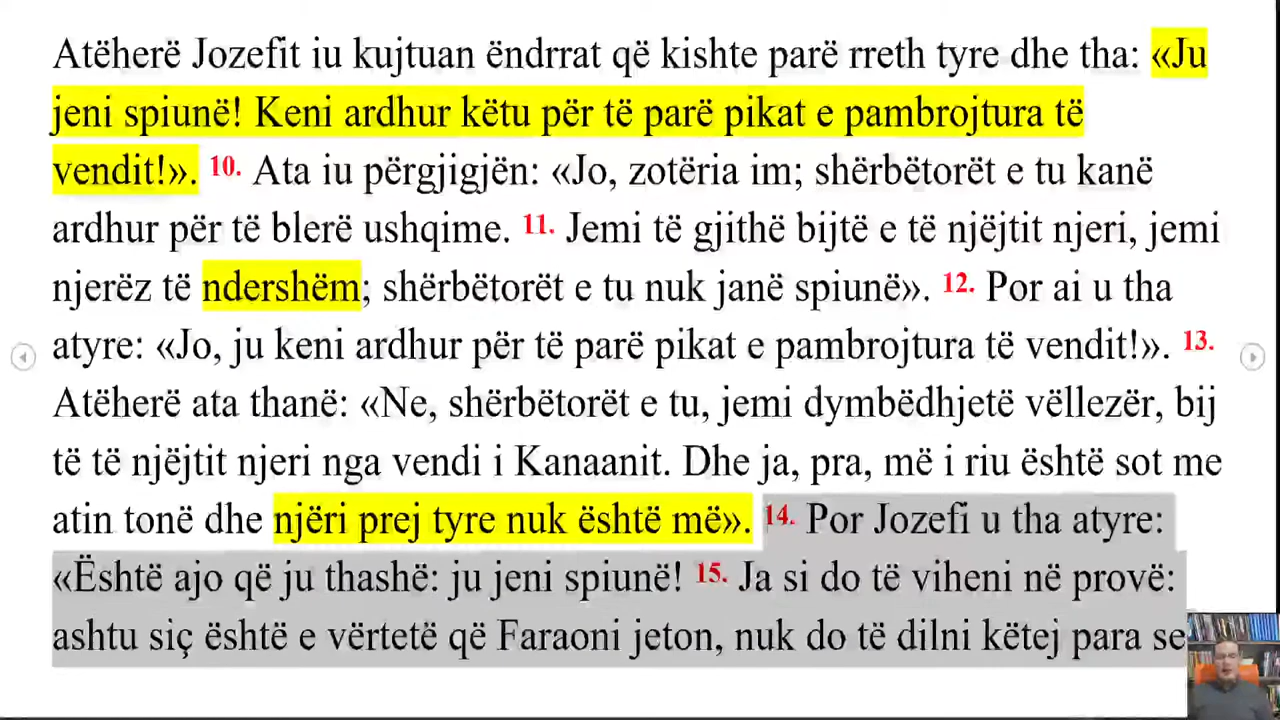 Atëherë Jozefit iu kujtuan ëndrrat që kishte parë rreth tyre dhe tha: «Ju
jeni spiunë! Keni ardhur këtu për të parë pikat e pambrojtura të
vendit!». 10. Ata iu përgjigjën: «Jo, zotëria im; shërbëtorët e tu kanë
ardhur për të blerë ushqime. 11. Jemi të gjithë bijtë e të njëjtit njeri, jemi
njerëz të ndershëm; shërbëtorët e tu nuk janë spiunë». 12. Por ai u tha
atyre: «Jo, ju keni ardhur për të parë pikat e pambrojtura të vendit!». 13.
Atëherë ata thanë: «Ne, shërbëtorët e tu, jemi dymbëdhjetë vëllezër, bij
të të njëjtit njeri nga vendi i Kanaanit. Dhe ja, pra, më i riu është sot me
atin tonë dhe njëri prej tyre nuk është më». 14. Por Jozefi u tha atyre:
«Është ajo që ju thashë: ju jeni spiunë! 15. Ja si do të viheni në provë:
ashtu siç është e vërtetë që Faraoni jeton, nuk do të dilni këtej para se